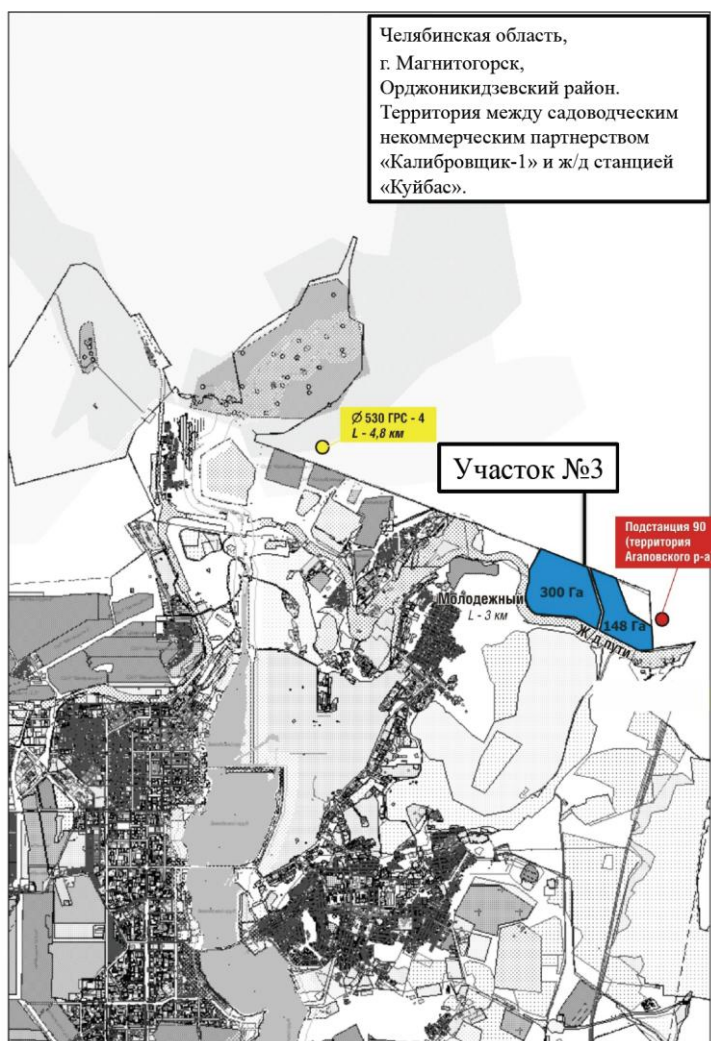 Челябинская область,
г. Магнитогорск,
Орджоникидзевский район.
Территория между садоводческим
некоммерческим партнерством
«Калибровщик-1» и ж/д станцией
«Куйбас».
Ø 530 ГРС - 4
L - 4,8 км
Участок №3
Подстанция 90
(территория
Агаповского р-а
300 Га
Молодежный
L - 3 км
148 Га
Ж/д пути